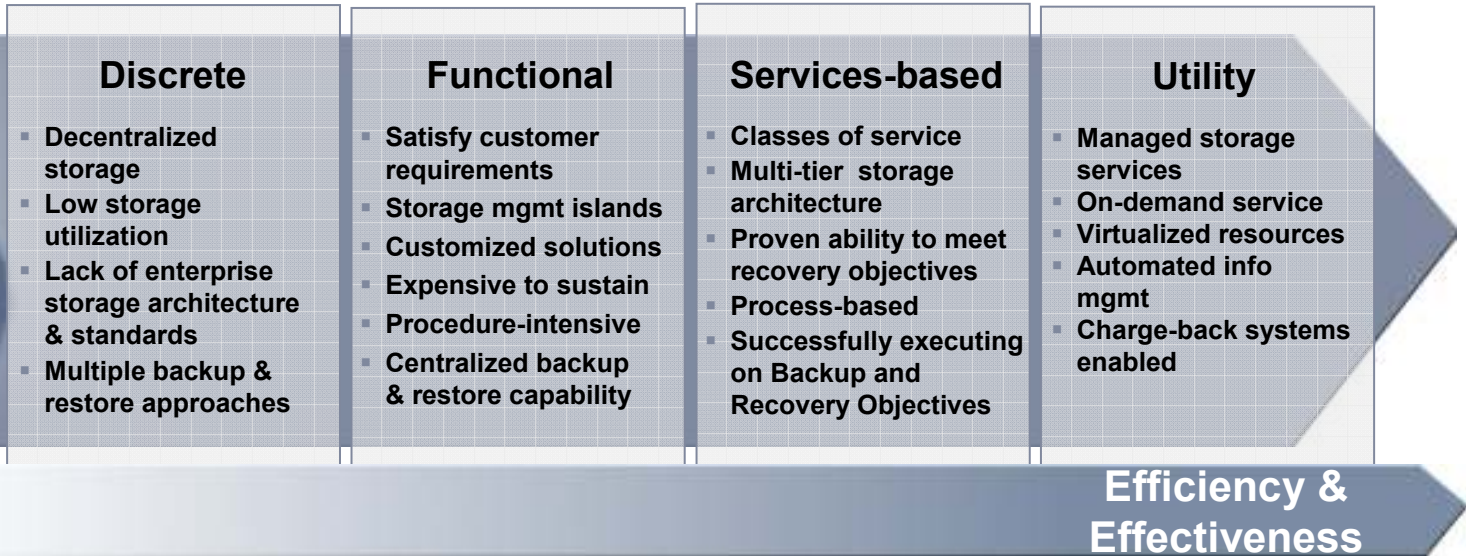 Discrete
Decentralized
storage
Low storage
utilization
Lack of enterprise
storage architecture
& standards
Multiple backup &
restore approaches
Functional
Satisfy customer
requirements
Storage mgmt islands
Customized solutions
Expensive to sustain
Procedure-intensive
Centralized backup
& restore capability
Services-based
Classes of service
Multi-tier storage
architecture
Proven ability to meet
recovery objectives
Process-based
Successfully executing
on Backup and
Recovery Objectives
Utility
Managed storage
services
On-demand service
Virtualized resources
Automated info
mgmt
Charge-back systems
enabled
Efficiency &
Effectiveness